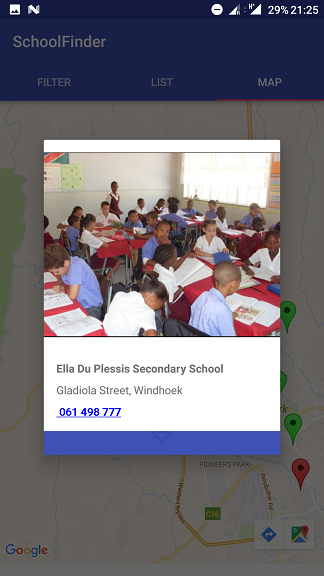 29% 21:25
SchoolFinder
FILTER LIST MAP
Ella Du Plessis Secondary School
Gladiola Street, Windhoek
061 498 777
PIONEERS PARK
C26
Google